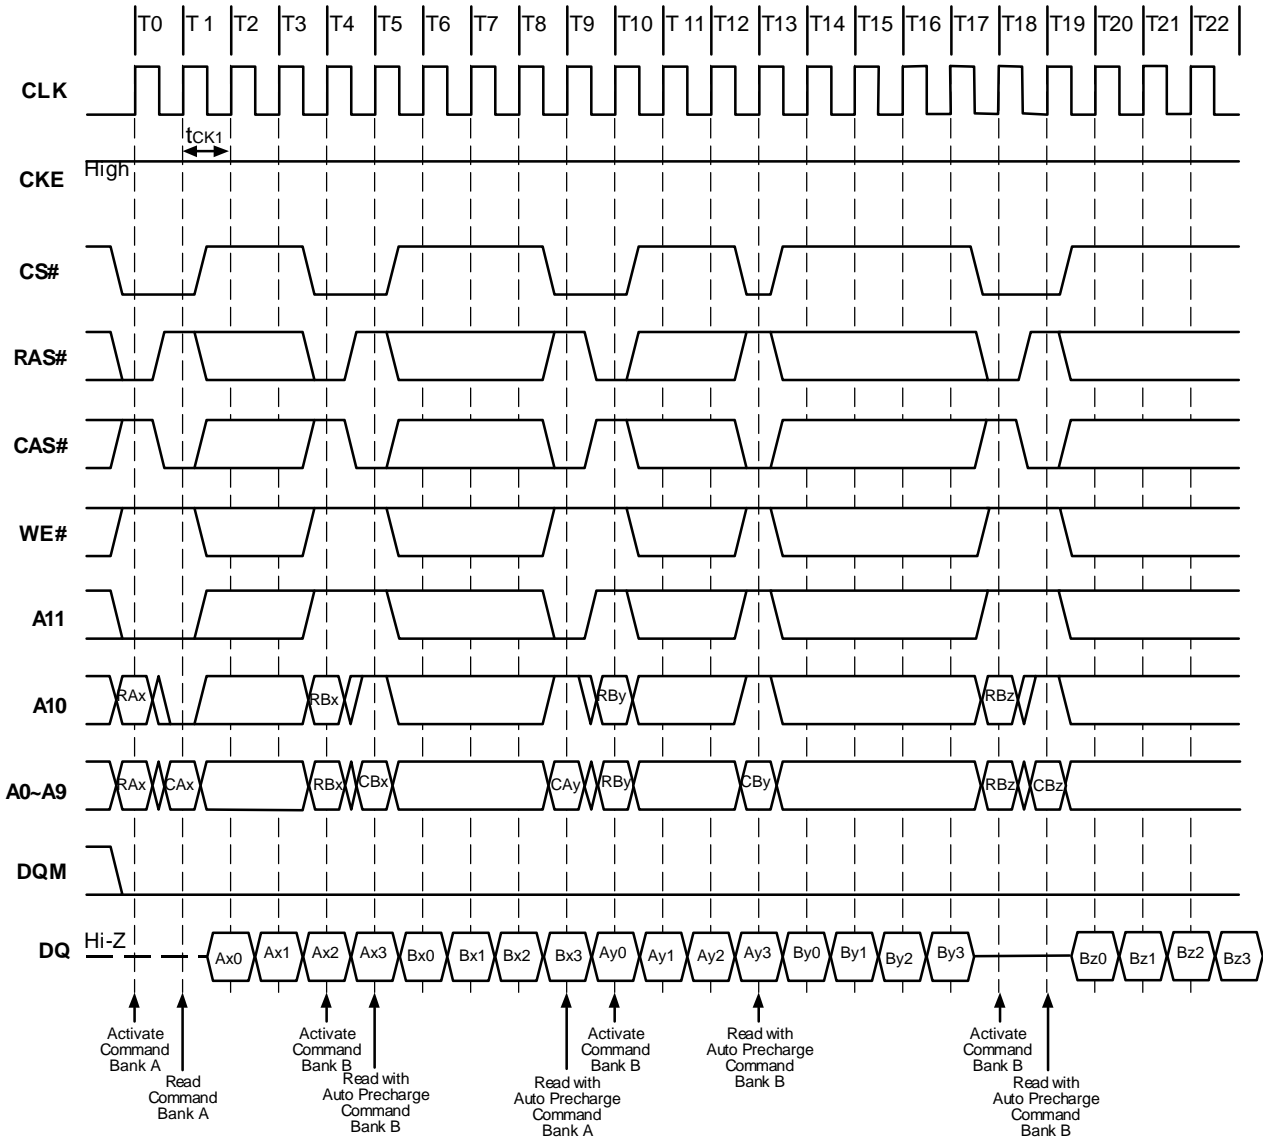 T0 T 1 T2 T3 T4 T5 T6 T7 T8 T9 T10 T 11 T12 T13 T14 T15 T16 T17 T18 T19 T20 T21 T22
CLK
tCK1
High
CKE
CS#
RAS#
CAS#
WE#
A11
RAx RBx RBy RBz
A10
RAx CAx RBx CBx CAy RBy CBy RBz CBz
A0~A9
DQM
Hi-Z
DQ
Ax0 Ax1 Ax2 Ax3 Bx0 Bx1 Bx2 Bx3 Ay0 Ay1 Ay2 Ay3 By0 By1 By2 By3 Bz0 Bz1 Bz2 Bz3
Activate
Command
Bank A
Read
Command
Bank A
Activate
Command
Bank B
Read with
Auto Precharge
Command
Bank B
Read with
Auto Precharge
Command
Bank A
Activate
Command
Bank B
Read with
Auto Precharge
Command
Bank B
Activate
Command
Bank B
Read with
Auto Precharge
Command
Bank B